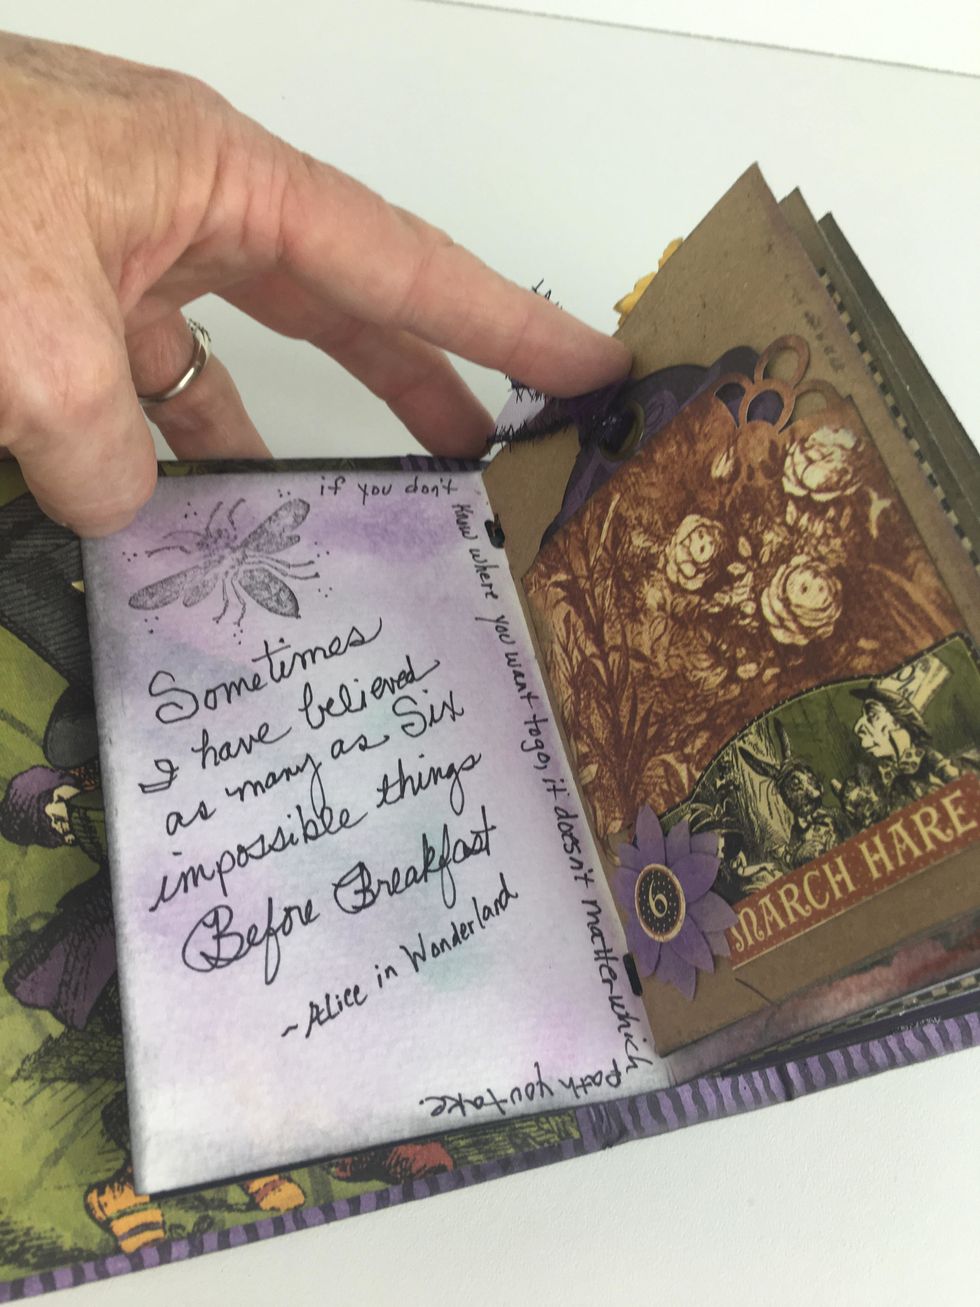 if you don't
know where you want to go, it doesn't matter which
path you take.
Sometimes
I have believed
as many as Six
impossible things
Before Breakfast
~Alice in Wonderland
6
MARCH HARE